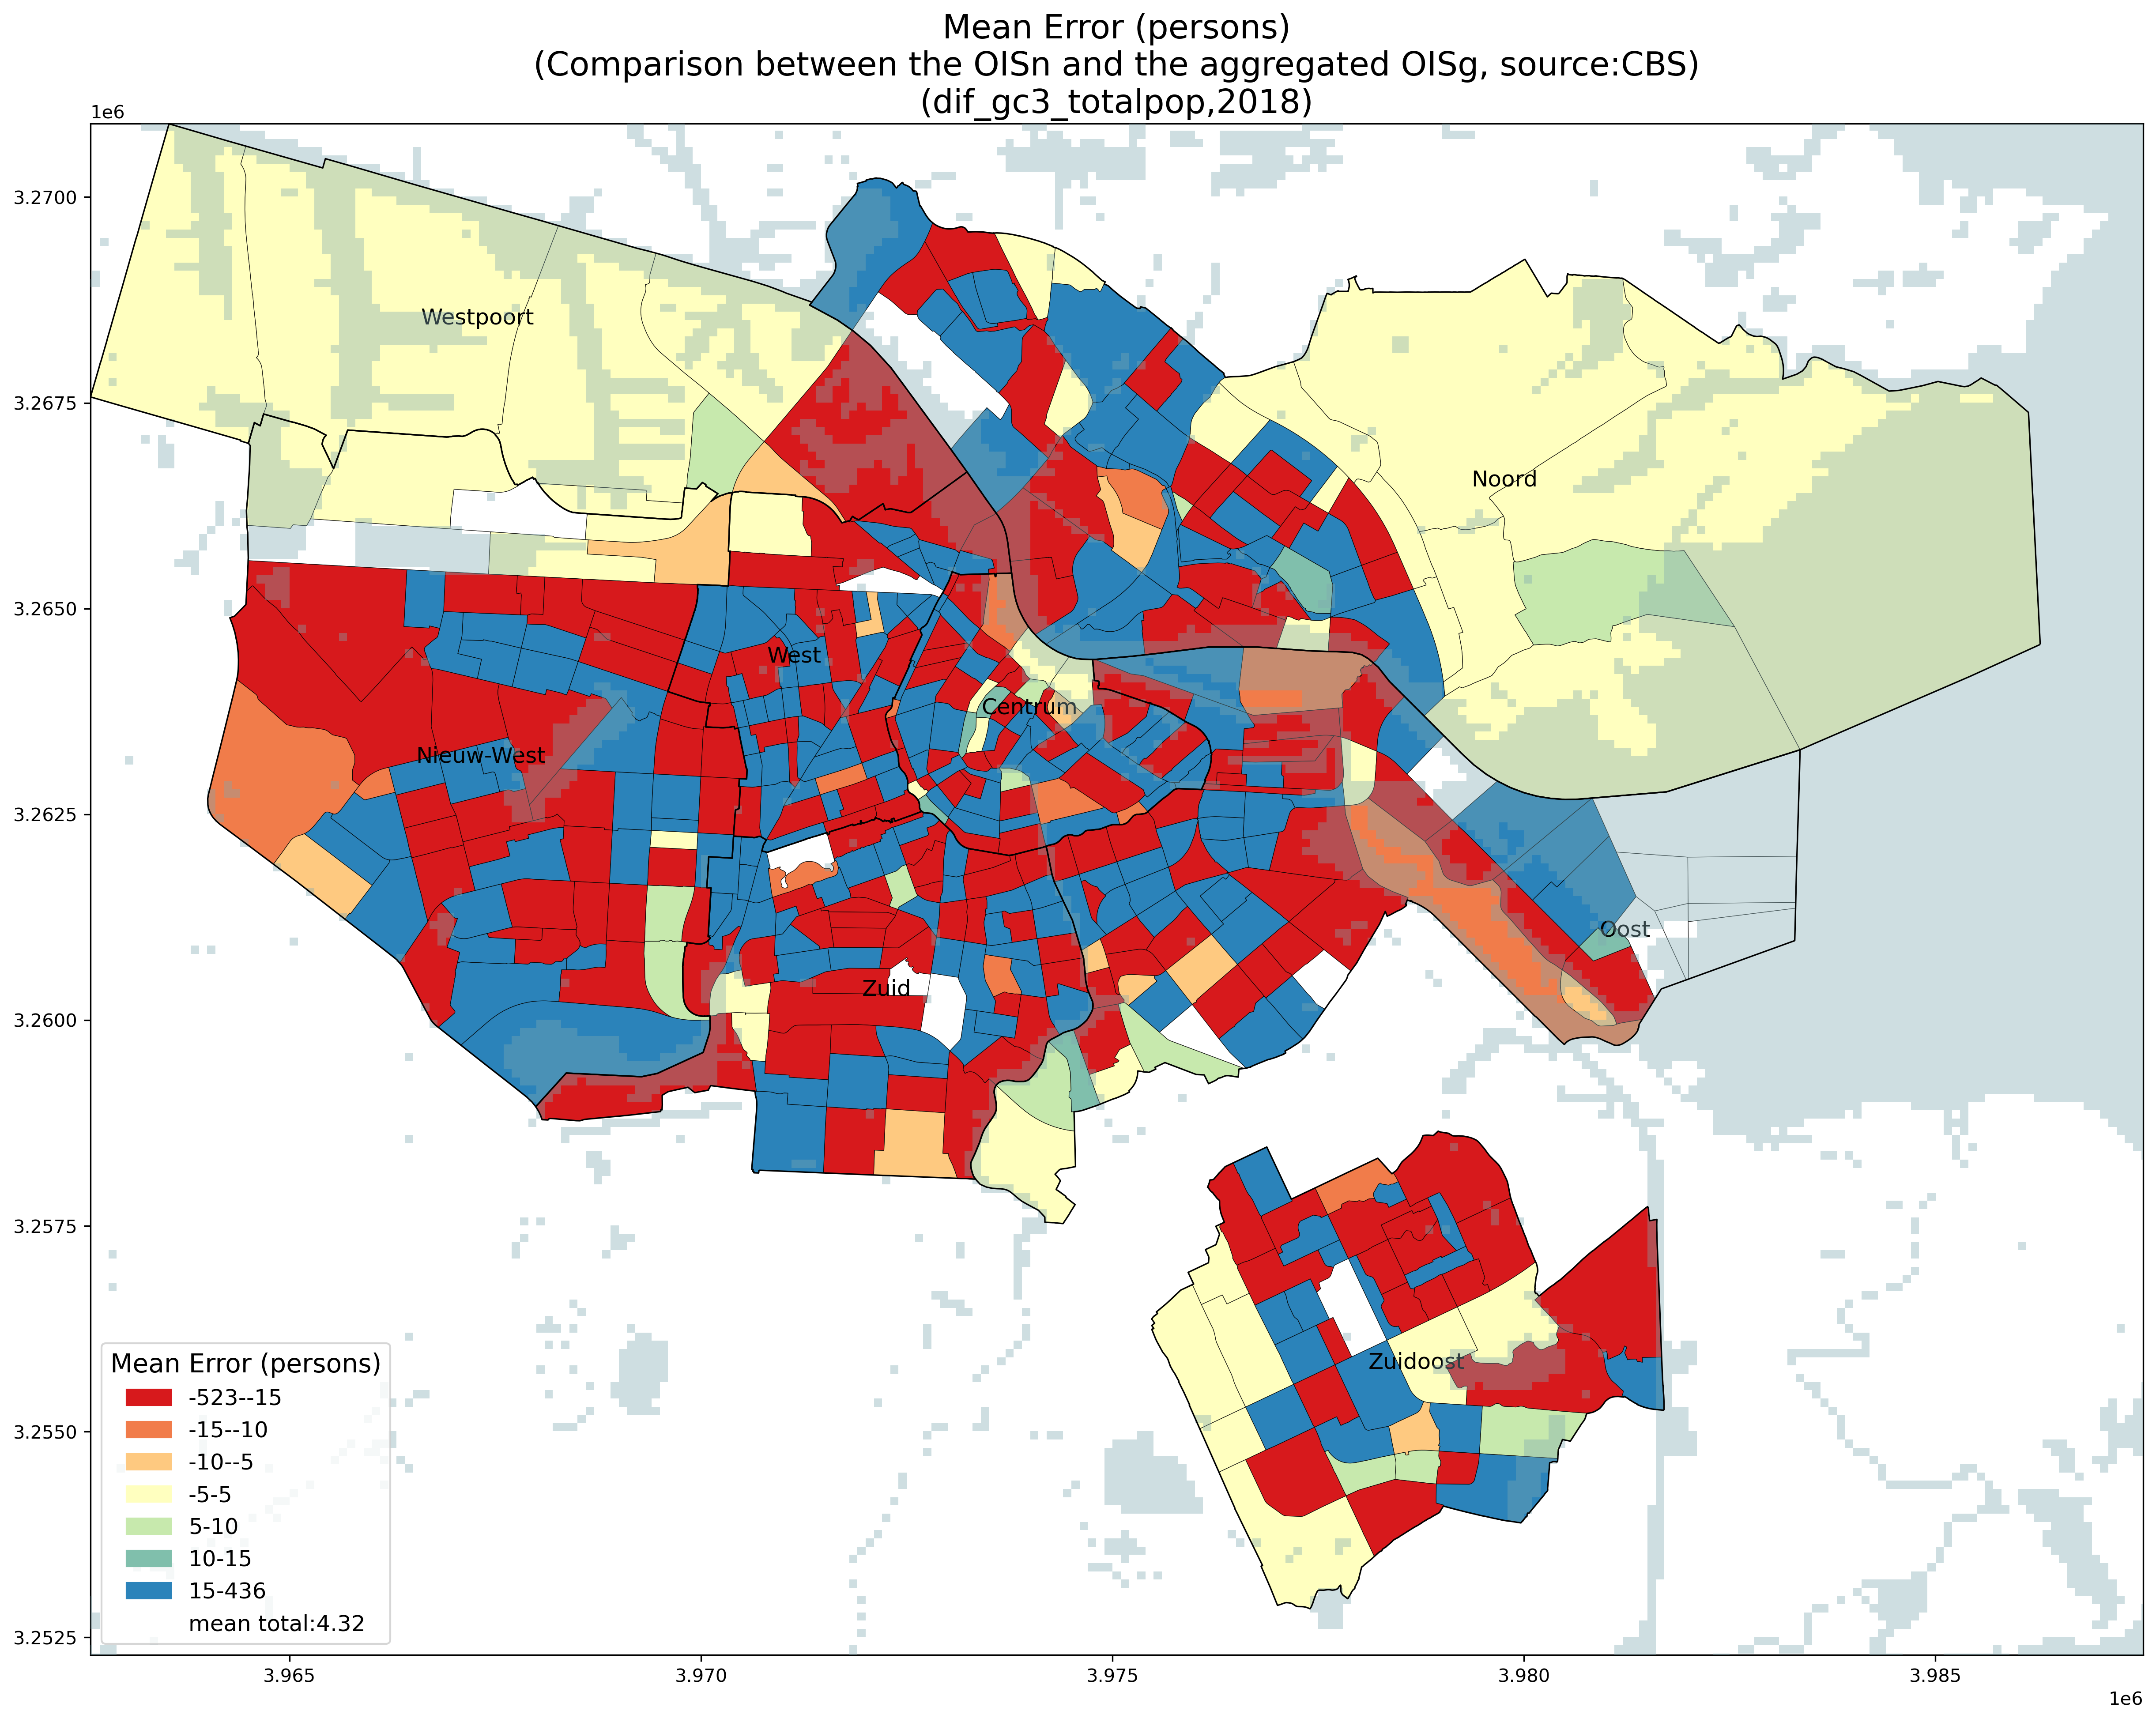 Mean Error (persons)
(Comparison between the OISn and the aggregated OISg, source:CBS)
(dif_gc3_totalpop,2018)
1e6
3.2700
3.2675
3.2650
3.2625
3.2600
3.2575
3.2550
3.2525
Westpoort
Noord
West
Centrum
Nieuw-West
Oost
Zuid
Zuidoost
Mean Error (persons)
-523--15
-15--10
-10--5
-5-5
5-10
10-15
15-436
mean total:4.32
3.965
3.970
3.975
3.980
3.985
1e6